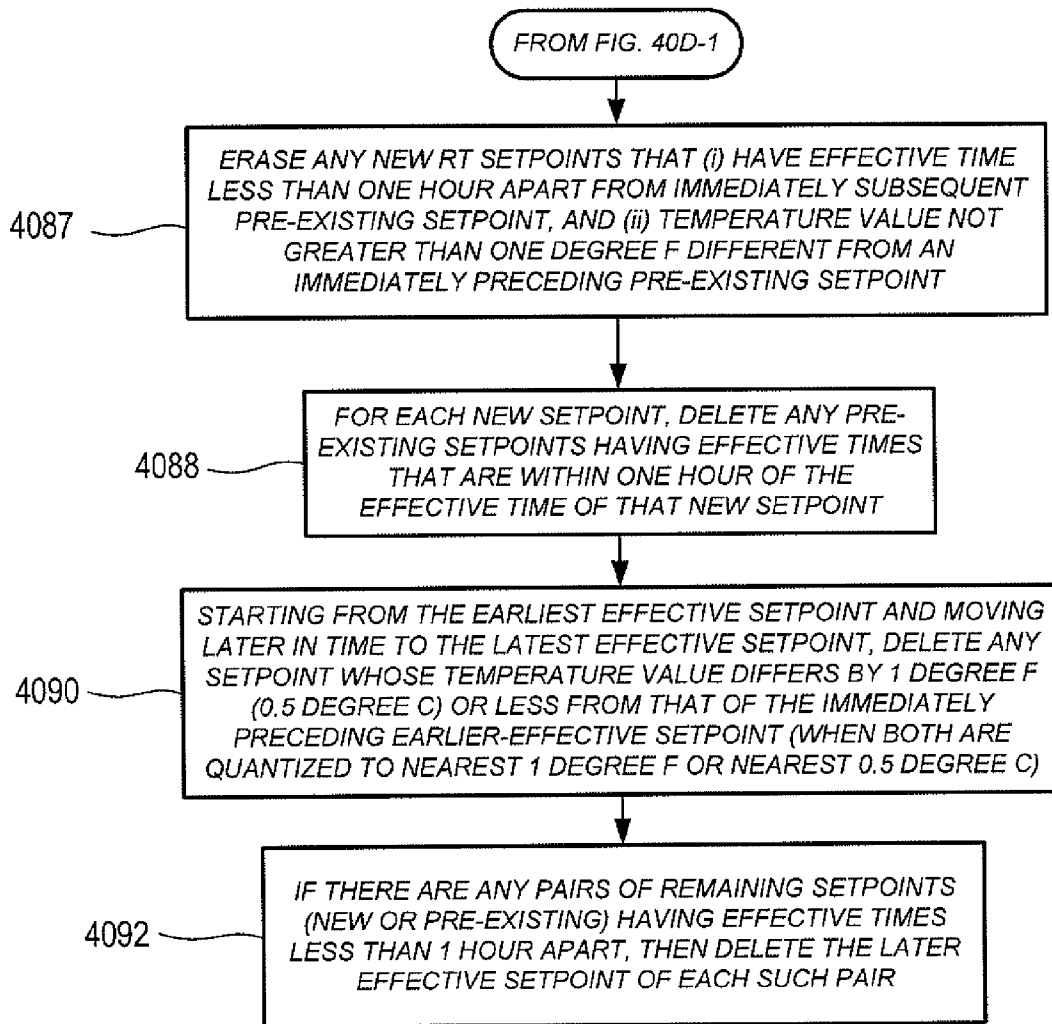 FROM FIG. 40D-1
4087
ERASE ANY NEW RT SETPOINTS THAT (i) HAVE EFFECTIVE TIME
LESS THAN ONE HOUR APART FROM IMMEDIATELY SUBSEQUENT
PRE-EXISTING SETPOINT, AND (ii) TEMPERATURE VALUE NOT
GREATER THAN ONE DEGREE F DIFFERENT FROM AN
IMMEDIATELY PRECEDING PRE-EXISTING SETPOINT
4088
FOR EACH NEW SETPOINT, DELETE ANY PRE-
EXISTING SETPOINTS HAVING EFFECTIVE TIMES
THAT ARE WITHIN ONE HOUR OF THE
EFFECTIVE TIME OF THAT NEW SETPOINT
4090
STARTING FROM THE EARLIEST EFFECTIVE SETPOINT AND MOVING
LATER IN TIME TO THE LATEST EFFECTIVE SETPOINT, DELETE ANY
SETPOINT WHOSE TEMPERATURE VALUE DIFFERS BY 1 DEGREE F
(0.5 DEGREE C) OR LESS FROM THAT OF THE IMMEDIATELY
PRECEDING EARLIER-EFFECTIVE SETPOINT (WHEN BOTH ARE
QUANTIZED TO NEAREST 1 DEGREE F OR NEAREST 0.5 DEGREE C)
4092
IF THERE ARE ANY PAIRS OF REMAINING SETPOINTS
(NEW OR PRE-EXISTING) HAVING EFFECTIVE TIMES
LESS THAN 1 HOUR APART, THEN DELETE THE LATER
EFFECTIVE SETPOINT OF EACH SUCH PAIR